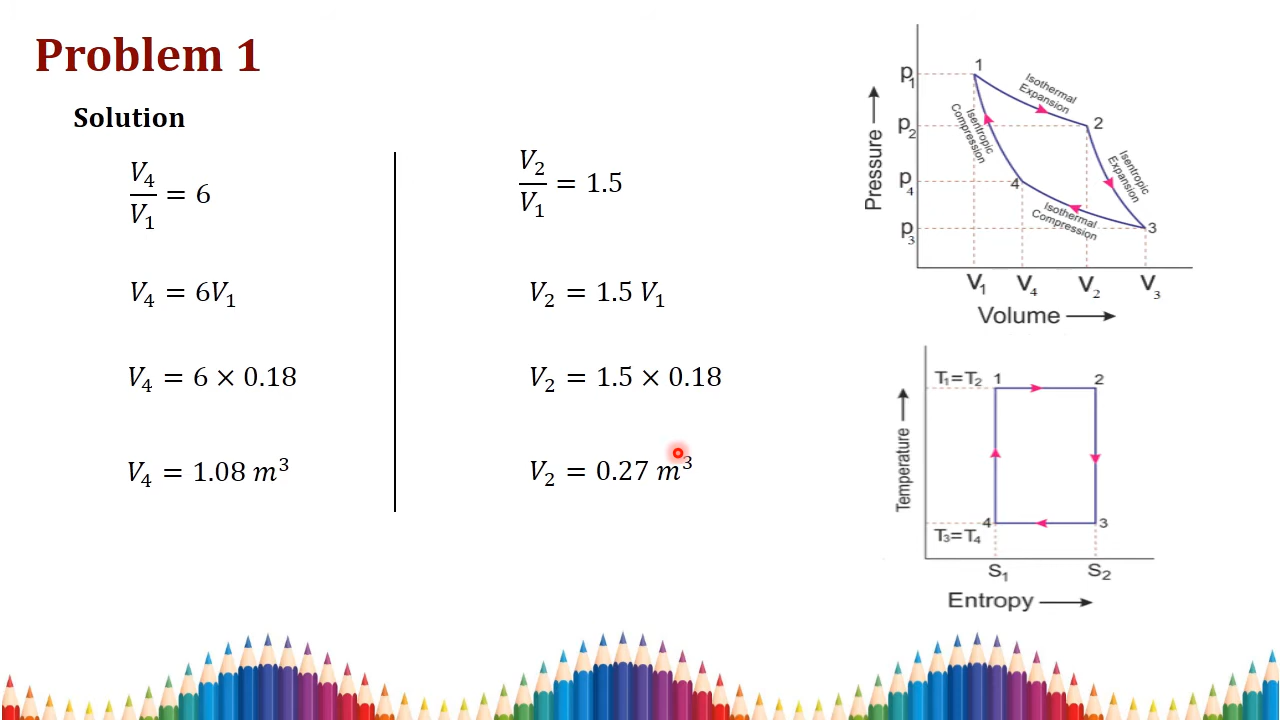 Problem 1
Solution
V₄/V₁ = 6
V₄ = 6V₁
V₄ = 6 × 0.18
V₄ = 1.08 m³
V₂/V₁ = 1.5
V₂ = 1.5 V₁
V₂ = 1.5 × 0.18
V₂ = 0.27 m³
Pressure
p₁
p₂
p₄
p₃
1
Isothermal
Expansion
2
Isentropic
Compression
Isentropic
Expansion
4
Isothermal
Compression
3
V₁ V₄ V₂ V₃
Volume
Temperature
T₁=T₂
1 2
4 3
T₃=T₄
S₁ S₂
Entropy